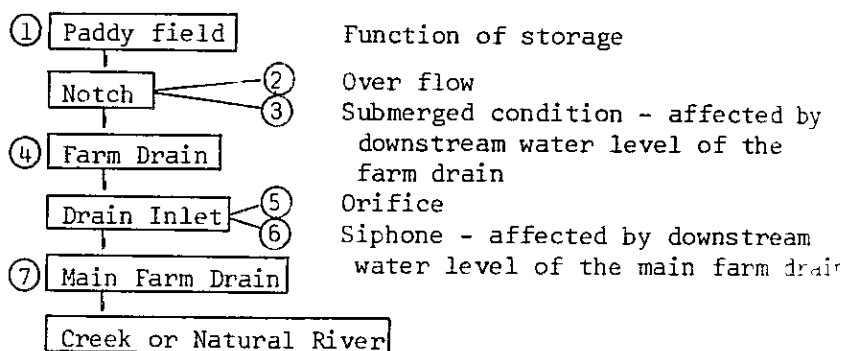 ① Paddy field Function of storage
Notch ② Over flow
③ Submerged condition - affected by
downstream water level of the
④ Farm Drain farm drain
Drain Inlet ⑤ Orifice
⑥ Siphone - affected by downstream
⑦ Main Farm Drain water level of the main farm drain
Creek or Natural River